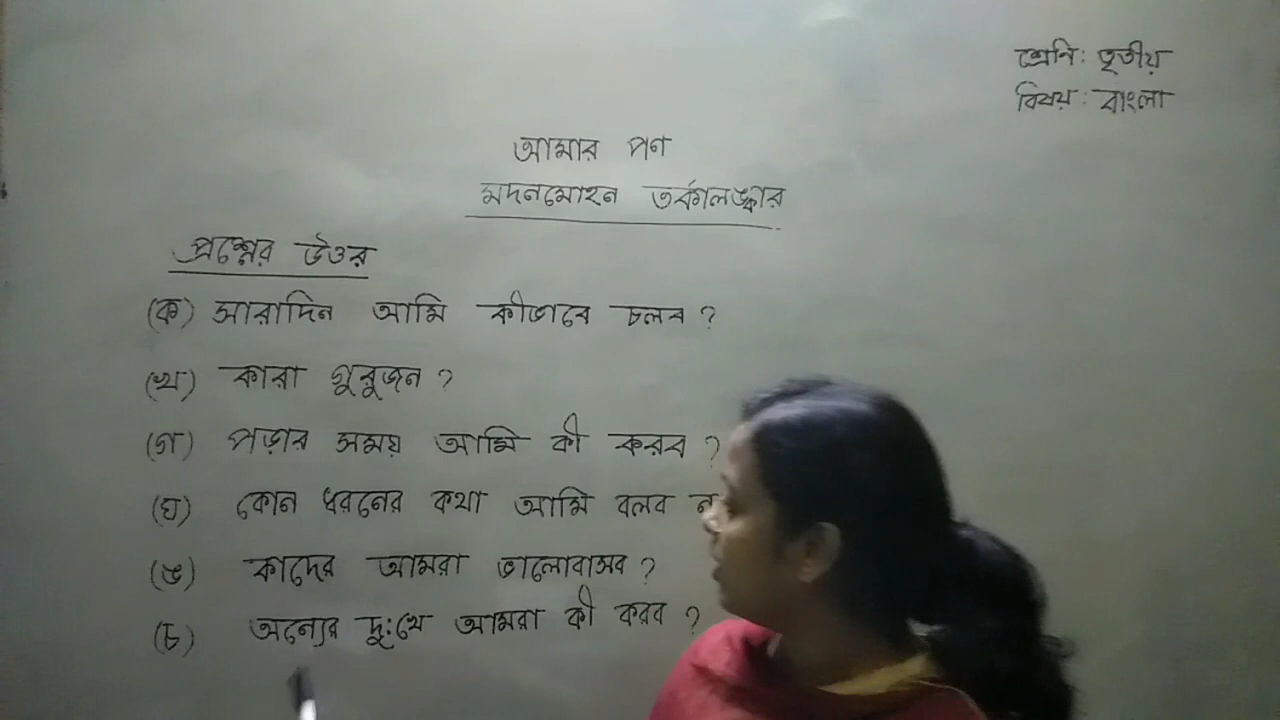 শ্রেনি: তৃতীয়
বিষয়: বাংলা
আমার পণ
মদনমোহন তর্কালঙ্কার
প্রশ্নের উত্তর
(ক) সারাদিন আমি কীভাবে চলব ?
(খ) কারা গুরুজন ?
(গ) পড়ার সময় আমি কী করব ?
(ঘ) কোন ধরনের কথা আমি বলব
(ঙ) কাদের আমরা ভালোবাসব ?
(চ) অন্যের দুঃখে আমরা কী করব ?